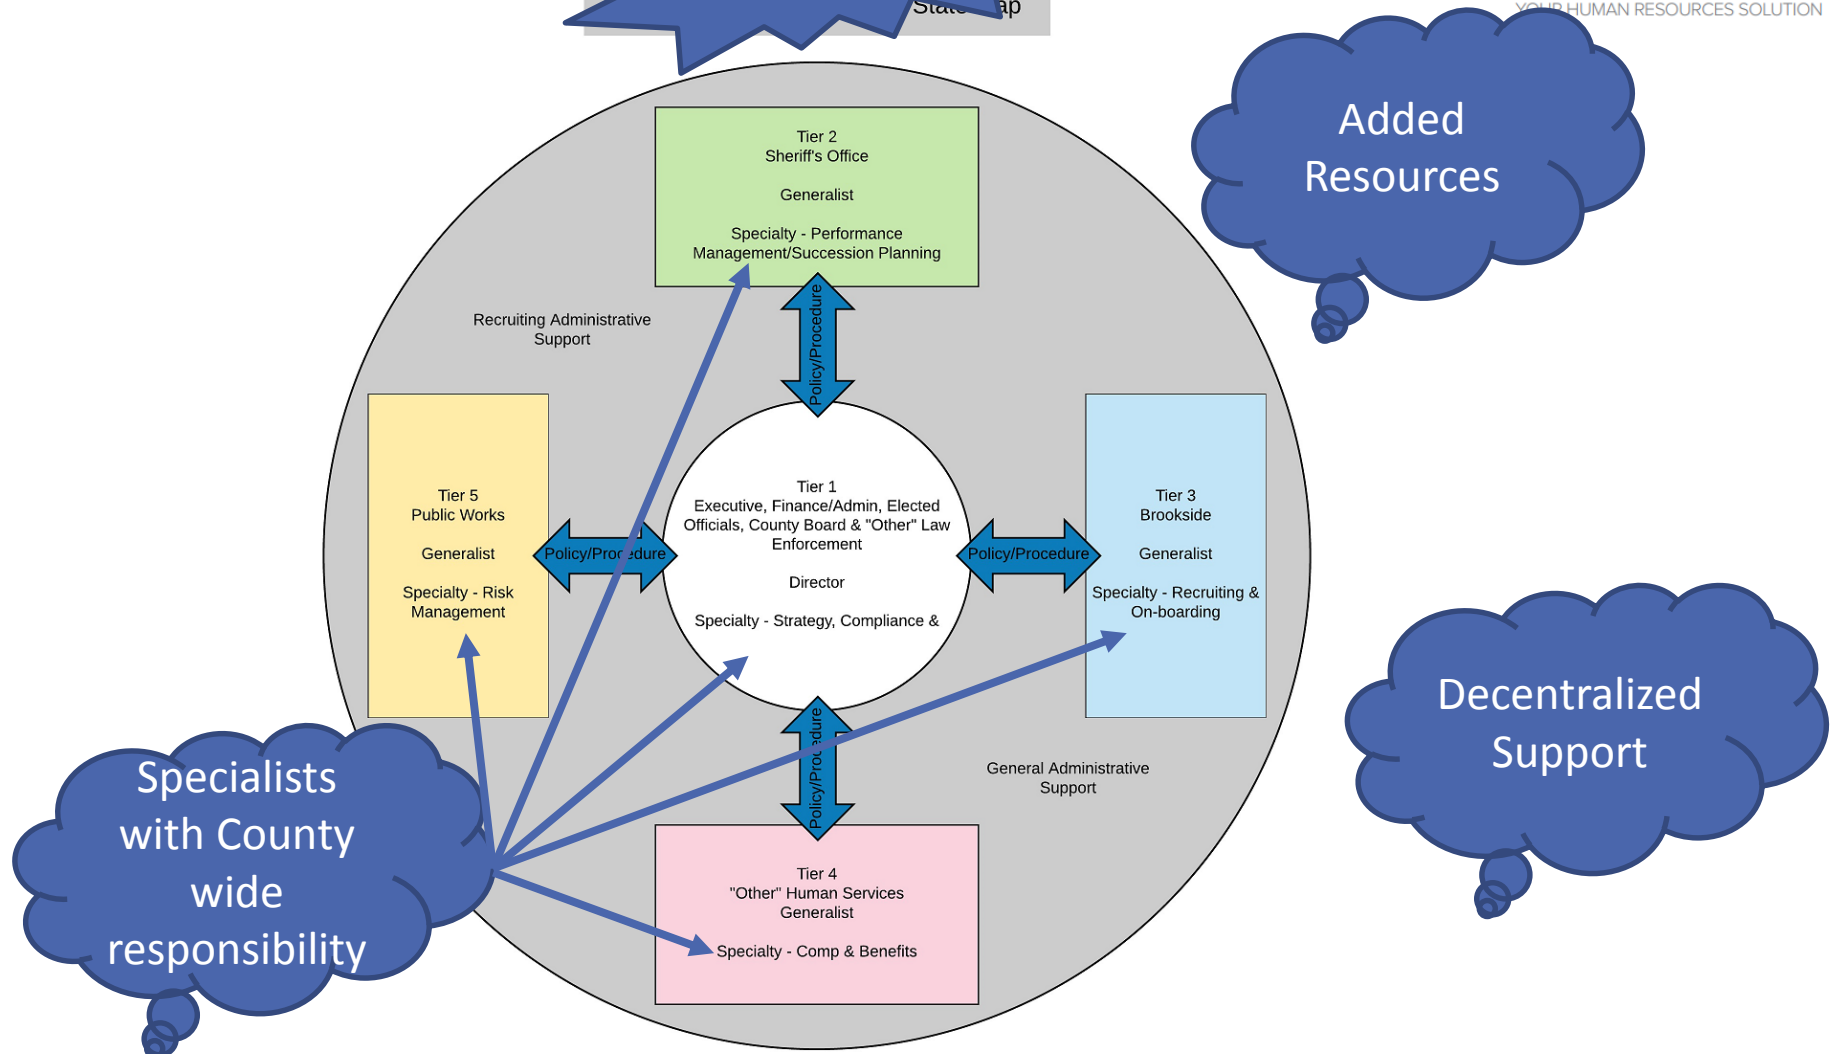 YOUR HUMAN RESOURCES SOLUTION
Added
Resources
Tier 2
Sheriff's Office
Generalist
Specialty - Performance
Management/Succession Planning
Recruiting Administrative
Support
Policy/Procedure
Tier 5
Public Works
Generalist
Specialty - Risk
Management
Policy/Procedure
Tier 1
Executive, Finance/Admin, Elected
Officials, County Board & "Other" Law
Enforcement
Director
Specialty - Strategy, Compliance &
Policy/Procedure
Tier 3
Brookside
Generalist
Specialty - Recruiting &
On-boarding
Decentralized
Support
Policy/Procedure
General Administrative
Support
Specialists
with County
wide
responsibility
Tier 4
"Other" Human Services
Generalist
Specialty - Comp & Benefits